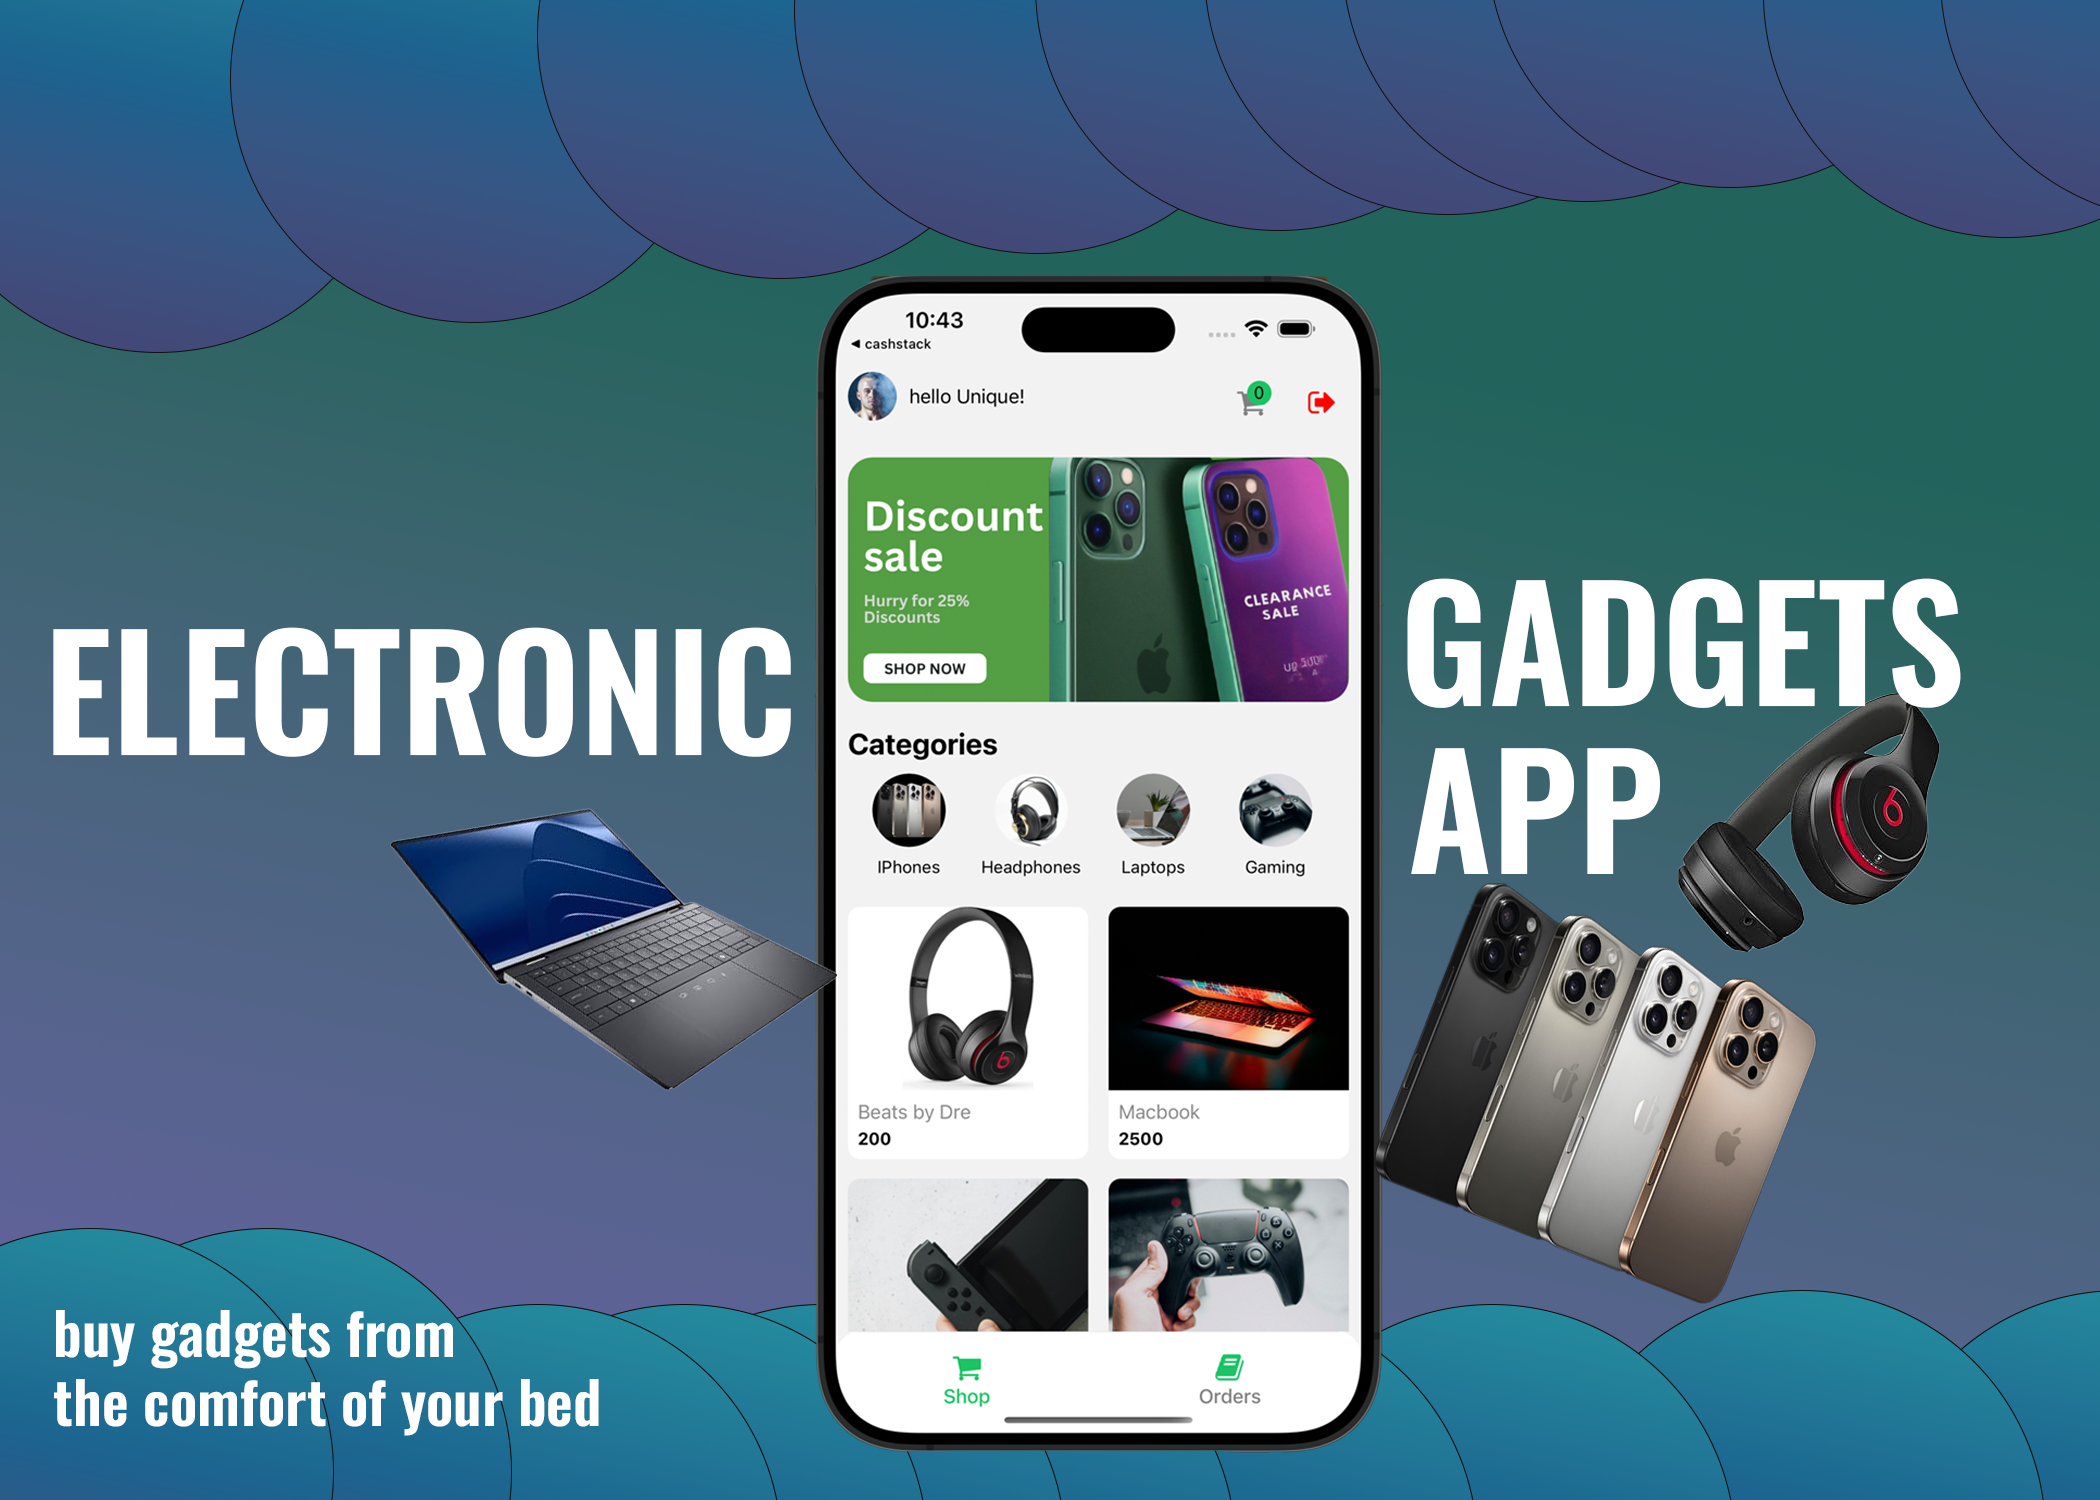 10:43
cashstack
hello Unique!
0
Discount
sale
Hurry for 25%
Discounts
SHOP NOW
CLEARANCE
SALE
ELECTRONIC
GADGETS
APP
Categories
IPhones
Headphones
Laptops
Gaming
Beats by Dre
200
Macbook
2500
Shop
Orders
buy gadgets from
the comfort of your bed